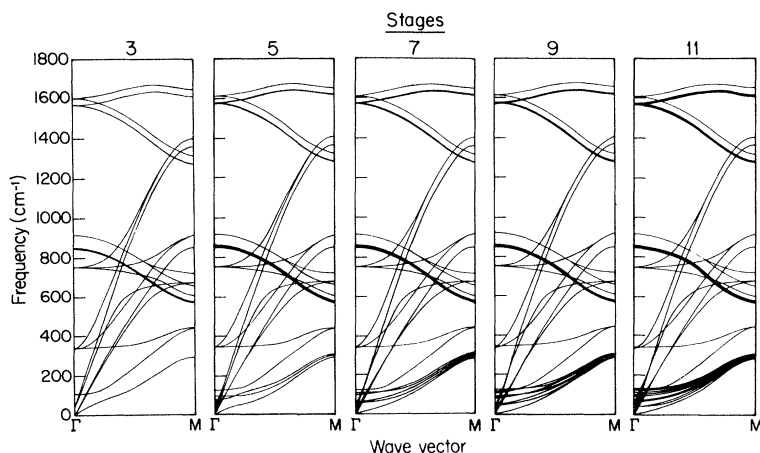 Stages
3 5 7 9 11
Frequency (cm⁻¹)
1800
1600
1400
1200
1000
800
600
400
200
0
Γ M Γ M Γ M Γ M Γ M
Wave vector